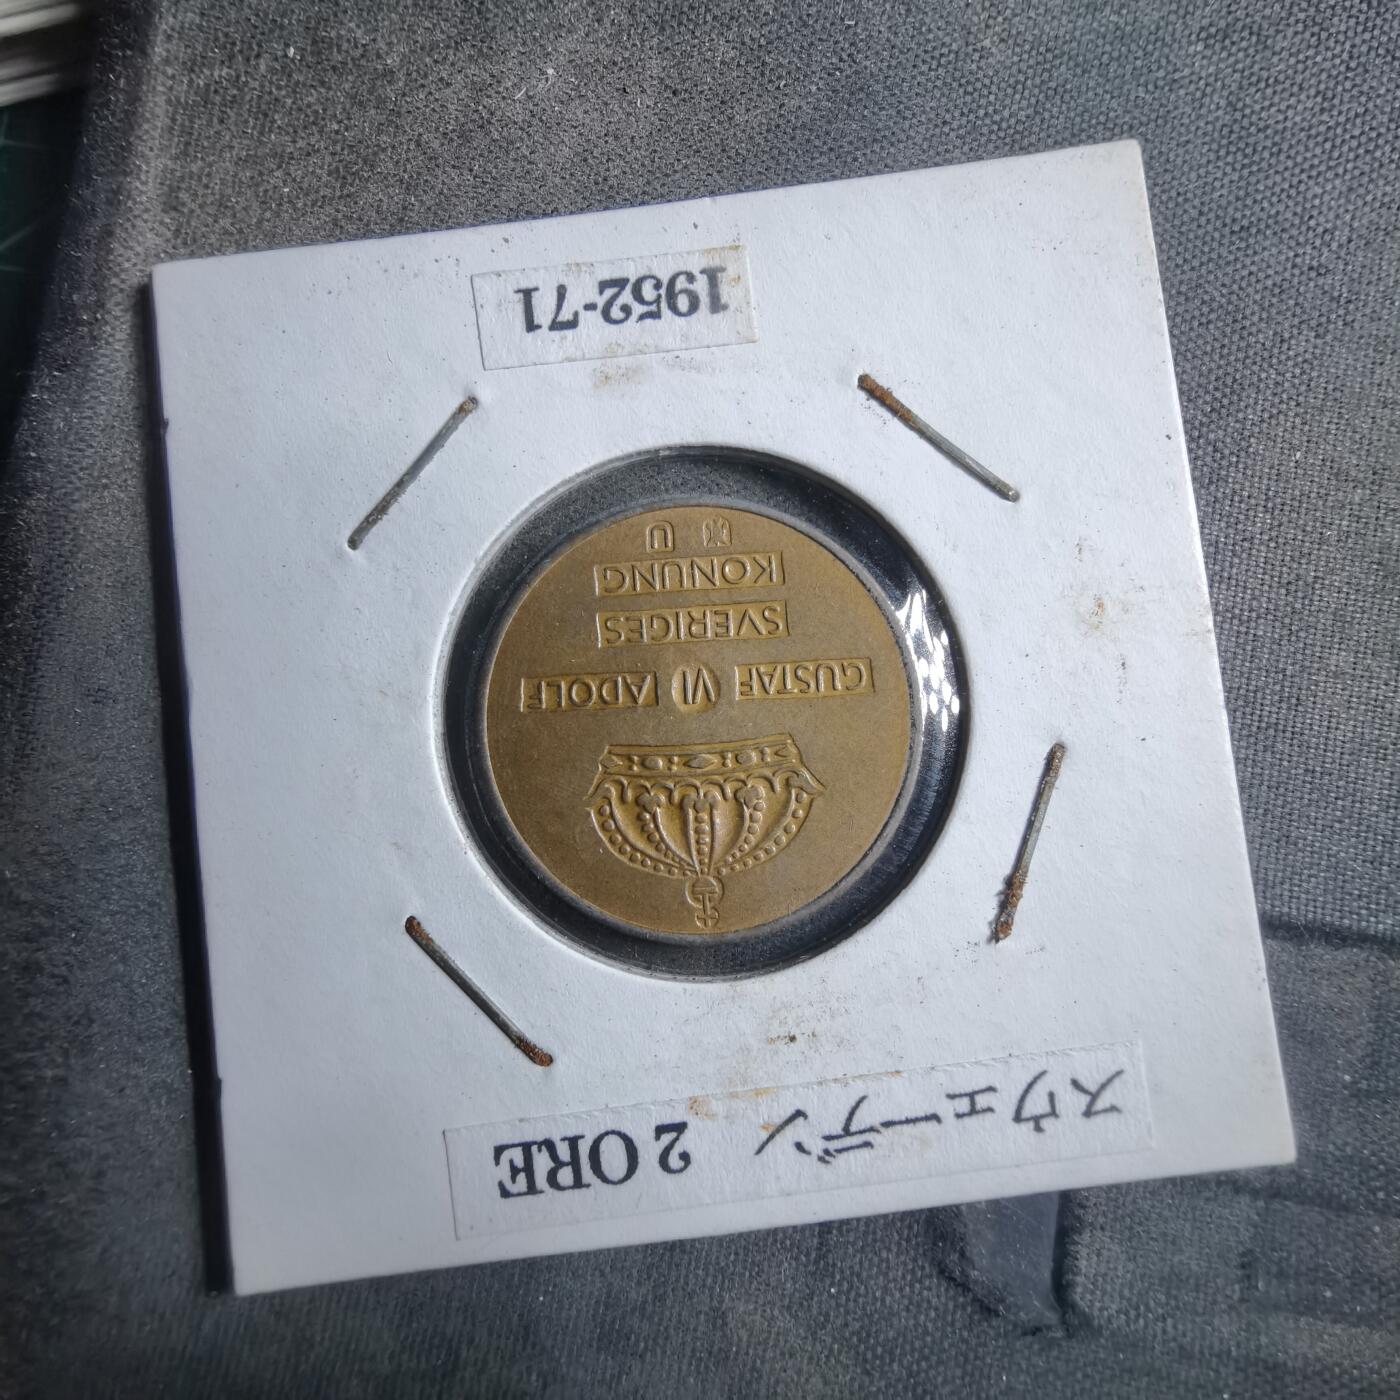 スウェーデン 2 ORE
GUSTAF VI ADOLF
SVERIGES
KONUNG
U
1952-71